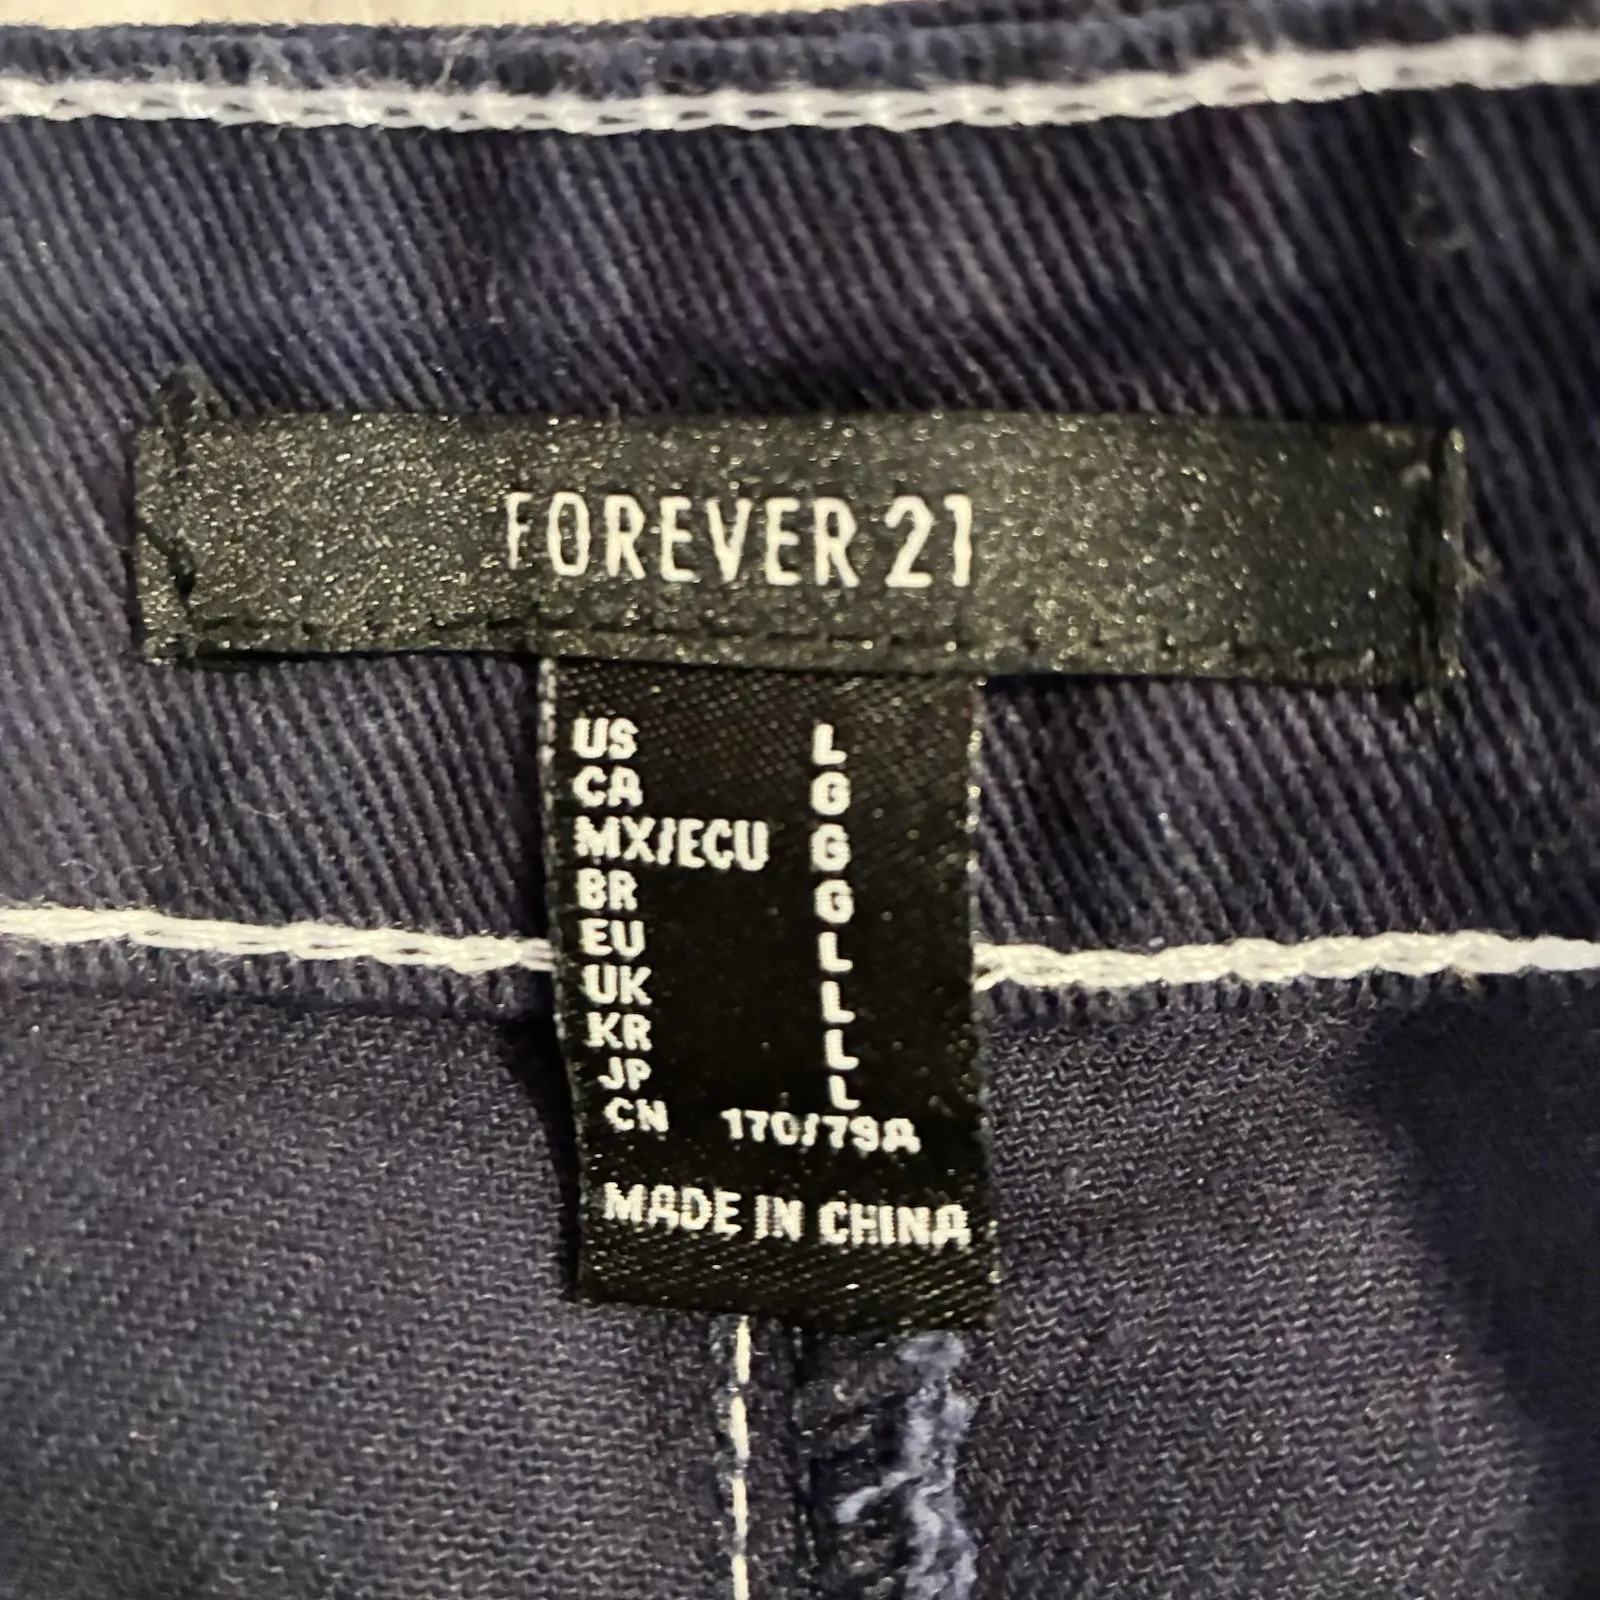 FOREVER 21
US L
CA G
MX/ECU G
BR G
EU L
UK L
KR L
JP L
CN 170/79A
MADE IN CHINA